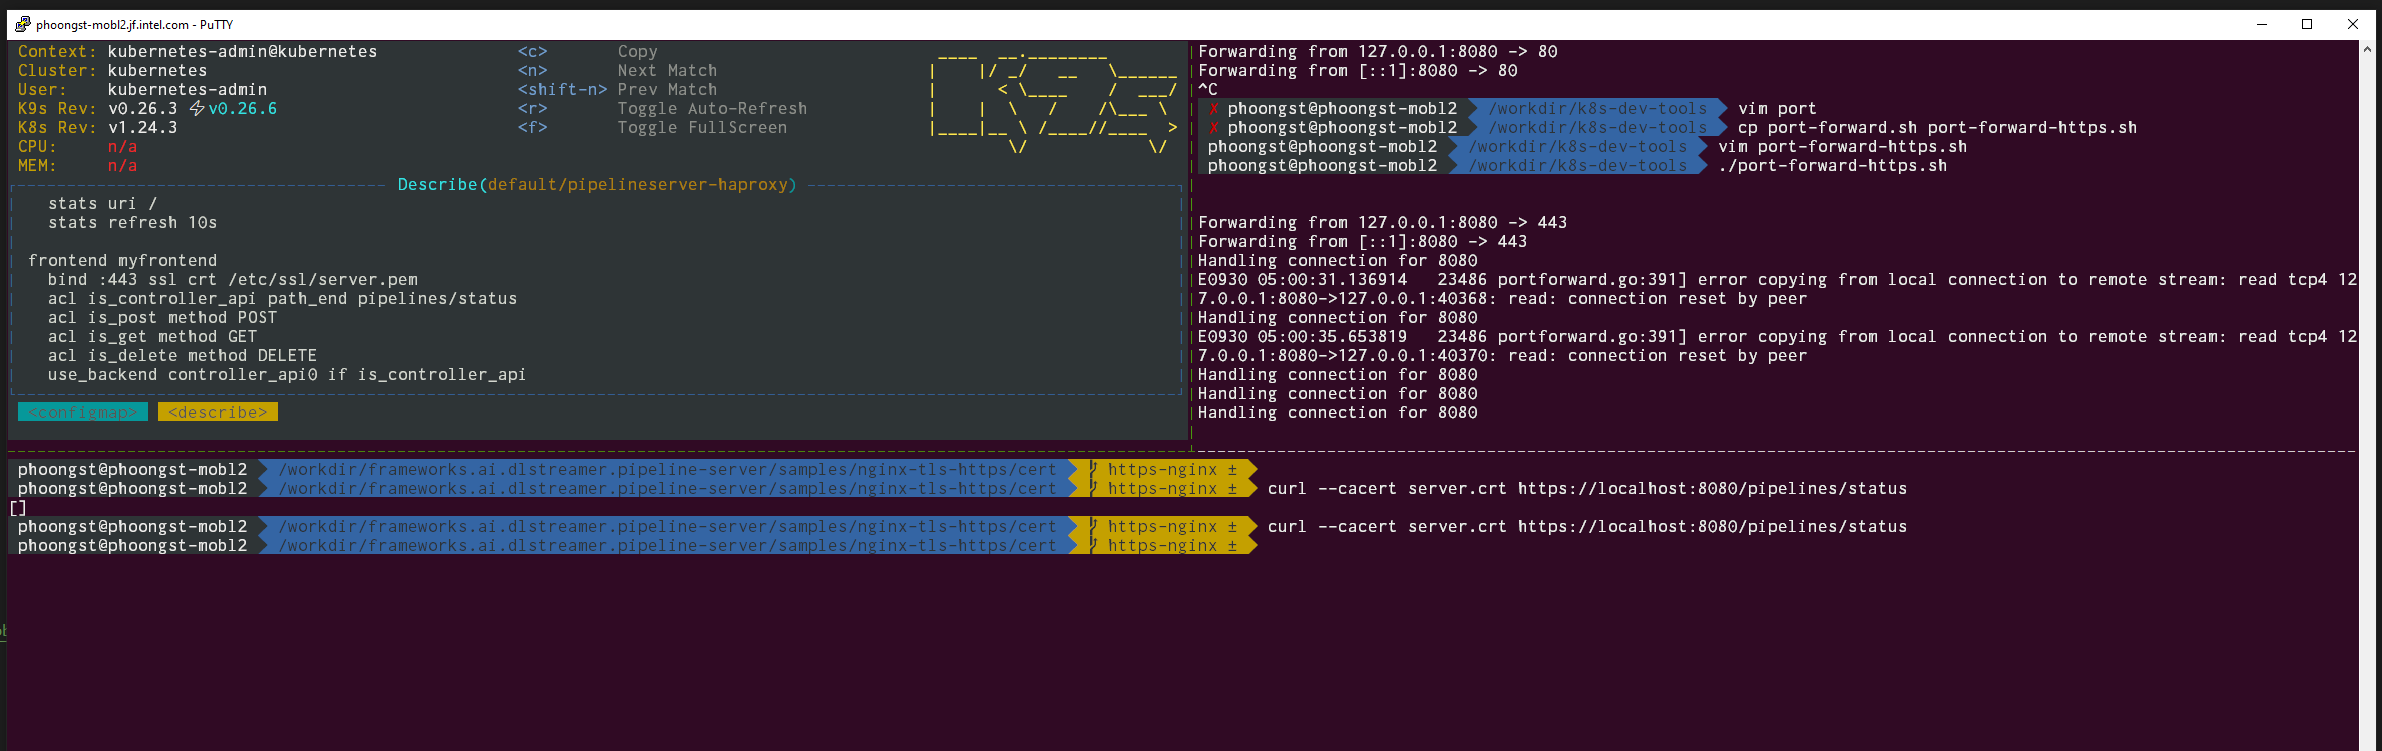 phoongst-mobl2.jf.intel.com - PuTTY
Context: kubernetes-admin@kubernetes <c> Copy
Cluster: kubernetes <n> Next Match
User: kubernetes-admin <shift-n> Prev Match
K9s Rev: v0.26.3 ⚡v0.26.6 <r> Toggle Auto-Refresh
K8s Rev: v1.24.3 <f> Toggle FullScreen
CPU: n/a
MEM: n/a
Describe(default/pipelineserver-haproxy)
stats uri /
stats refresh 10s
frontend myfrontend
bind :443 ssl crt /etc/ssl/server.pem
acl is_controller_api path_end pipelines/status
acl is_post method POST
acl is_get method GET
acl is_delete method DELETE
use_backend controller_api0 if is_controller_api
<configmap> <describe>
Forwarding from 127.0.0.1:8080 -> 80
Forwarding from [::1]:8080 -> 80
^C
✗ phoongst@phoongst-mobl2 /workdir/k8s-dev-tools vim port
✗ phoongst@phoongst-mobl2 /workdir/k8s-dev-tools cp port-forward.sh port-forward-https.sh
phoongst@phoongst-mobl2 /workdir/k8s-dev-tools vim port-forward-https.sh
phoongst@phoongst-mobl2 /workdir/k8s-dev-tools ./port-forward-https.sh
Forwarding from 127.0.0.1:8080 -> 443
Forwarding from [::1]:8080 -> 443
Handling connection for 8080
E0930 05:00:31.136914 23486 portforward.go:391] error copying from local connection to remote stream: read tcp4 12
7.0.0.1:8080->127.0.0.1:40368: read: connection reset by peer
Handling connection for 8080
E0930 05:00:35.653819 23486 portforward.go:391] error copying from local connection to remote stream: read tcp4 12
7.0.0.1:8080->127.0.0.1:40370: read: connection reset by peer
Handling connection for 8080
Handling connection for 8080
Handling connection for 8080
phoongst@phoongst-mobl2 /workdir/frameworks.ai.dlstreamer.pipeline-server/samples/nginx-tls-https/cert https-nginx ±
phoongst@phoongst-mobl2 /workdir/frameworks.ai.dlstreamer.pipeline-server/samples/nginx-tls-https/cert https-nginx ± curl --cacert server.crt https://localhost:8080/pipelines/status
[]
phoongst@phoongst-mobl2 /workdir/frameworks.ai.dlstreamer.pipeline-server/samples/nginx-tls-https/cert https-nginx ± curl --cacert server.crt https://localhost:8080/pipelines/status
phoongst@phoongst-mobl2 /workdir/frameworks.ai.dlstreamer.pipeline-server/samples/nginx-tls-https/cert https-nginx ±